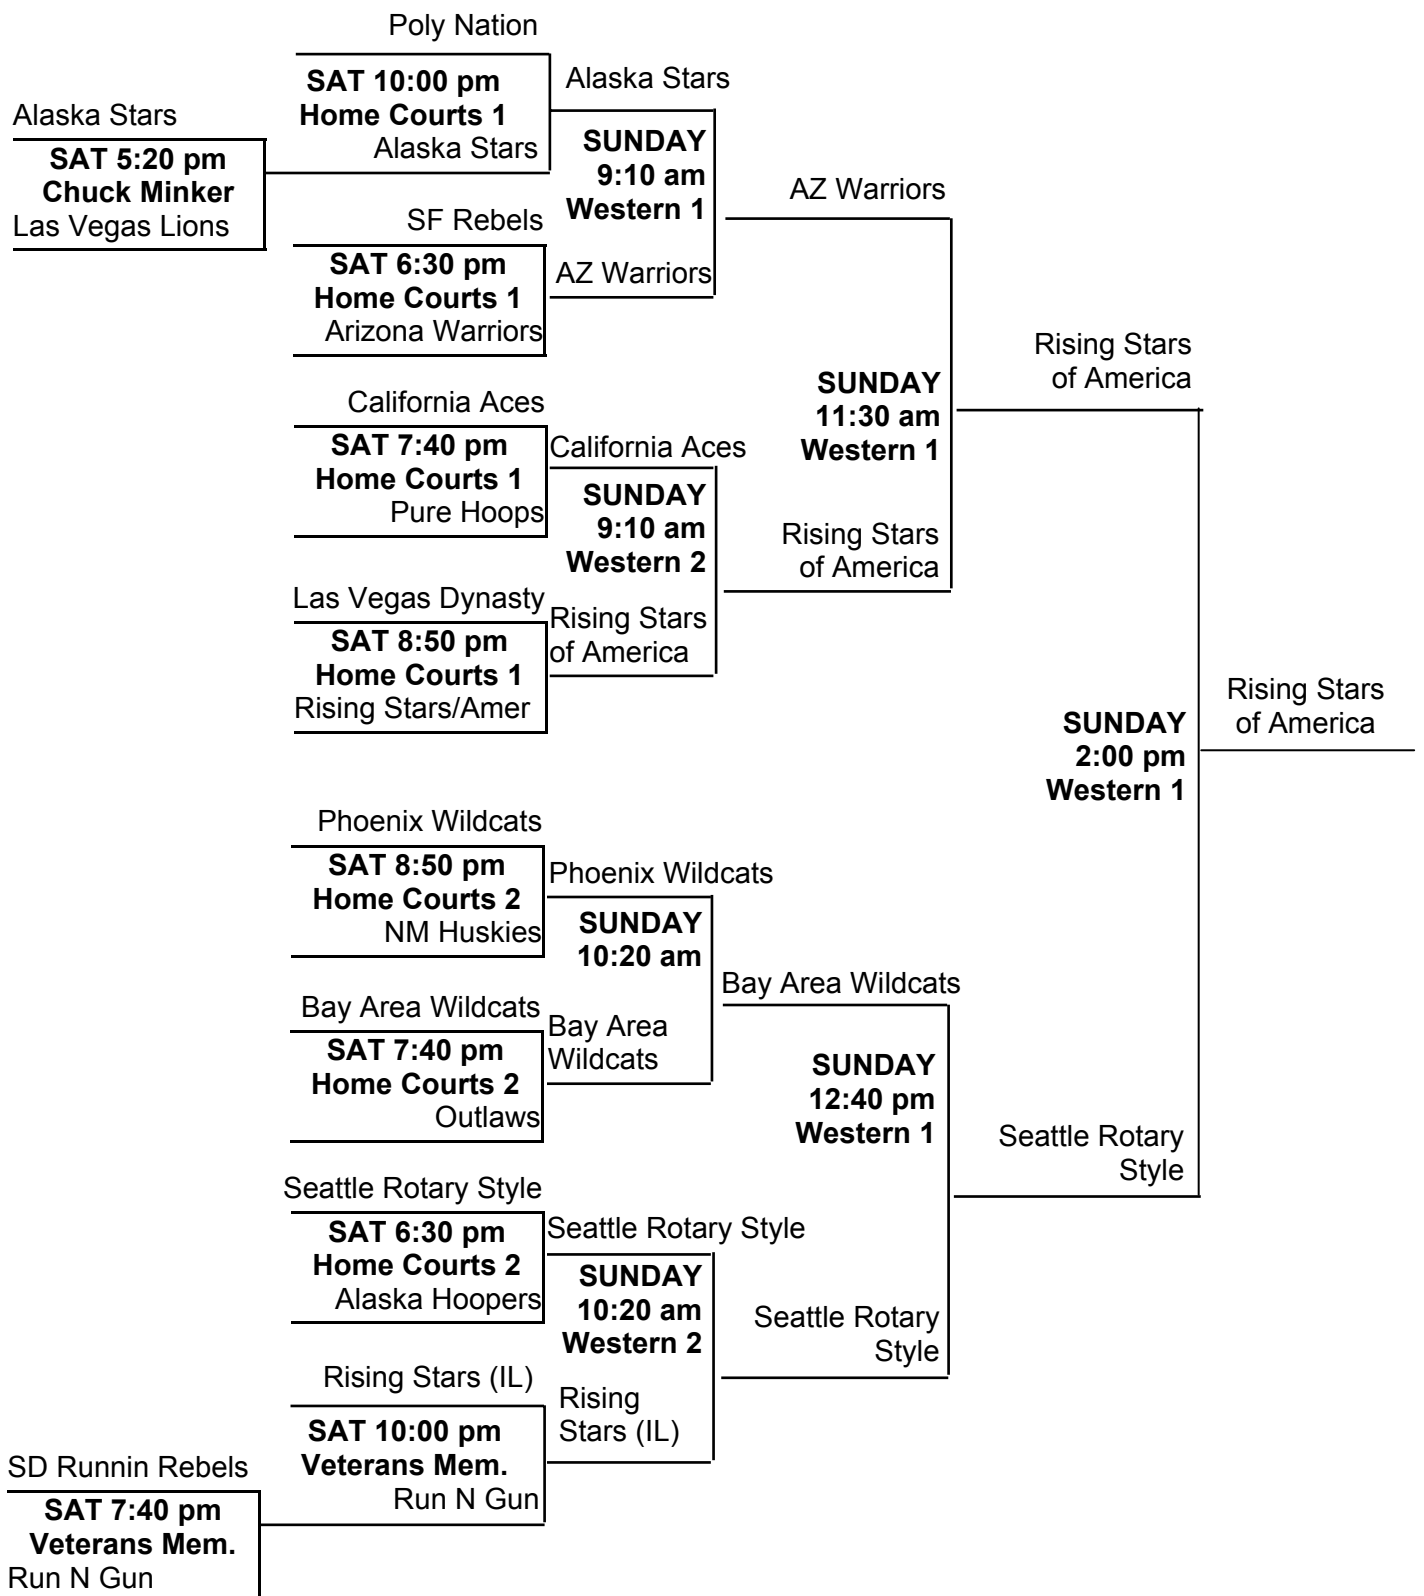 Poly Nation
SAT 10:00 pm
Home Courts 1
Alaska Stars
Alaska Stars
SAT 5:20 pm
Chuck Minker
Las Vegas Lions
Alaska Stars
SUNDAY
9:10 am
Western 1
AZ Warriors
SF Rebels
SAT 6:30 pm
Home Courts 1
Arizona Warriors
AZ Warriors
California Aces
SAT 7:40 pm
Home Courts 1
Pure Hoops
California Aces
SUNDAY
9:10 am
Western 2
Rising Stars
of America
Las Vegas Dynasty
SAT 8:50 pm
Home Courts 1
Rising Stars/Amer
SUNDAY
11:30 am
Western 1
Rising Stars
of America
Rising Stars
of America
SUNDAY
2:00 pm
Western 1
Rising Stars
of America
Phoenix Wildcats
SAT 8:50 pm
Home Courts 2
NM Huskies
Phoenix Wildcats
SUNDAY
10:20 am
Bay Area Wildcats
Bay Area Wildcats
SAT 7:40 pm
Home Courts 2
Outlaws
Bay Area
Wildcats
SUNDAY
12:40 pm
Western 1
Seattle Rotary
Style
Seattle Rotary Style
SAT 6:30 pm
Home Courts 2
Alaska Hoopers
Seattle Rotary Style
SUNDAY
10:20 am
Western 2
Seattle Rotary
Style
Rising Stars (IL)
SAT 10:00 pm
Veterans Mem.
Run N Gun
Rising
Stars (IL)
SD Runnin Rebels
SAT 7:40 pm
Veterans Mem.
Run N Gun